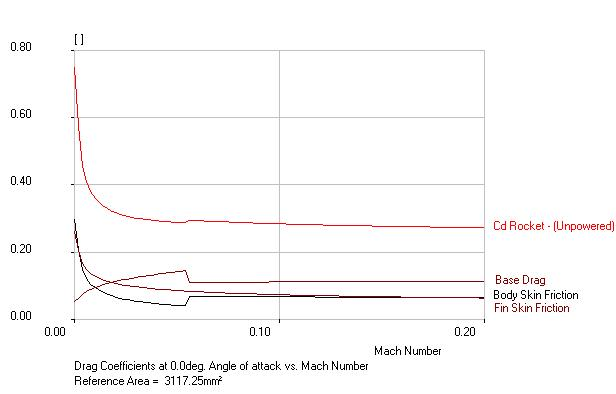 [ ]
0.80
0.60
0.40
0.20
0.00
Cd Rocket - (Unpowered)
Base Drag
Body Skin Friction
Fin Skin Friction
0.00 0.10 0.20
Mach Number
Drag Coefficients at 0.0deg. Angle of attack vs. Mach Number
Reference Area = 3117.25mm²